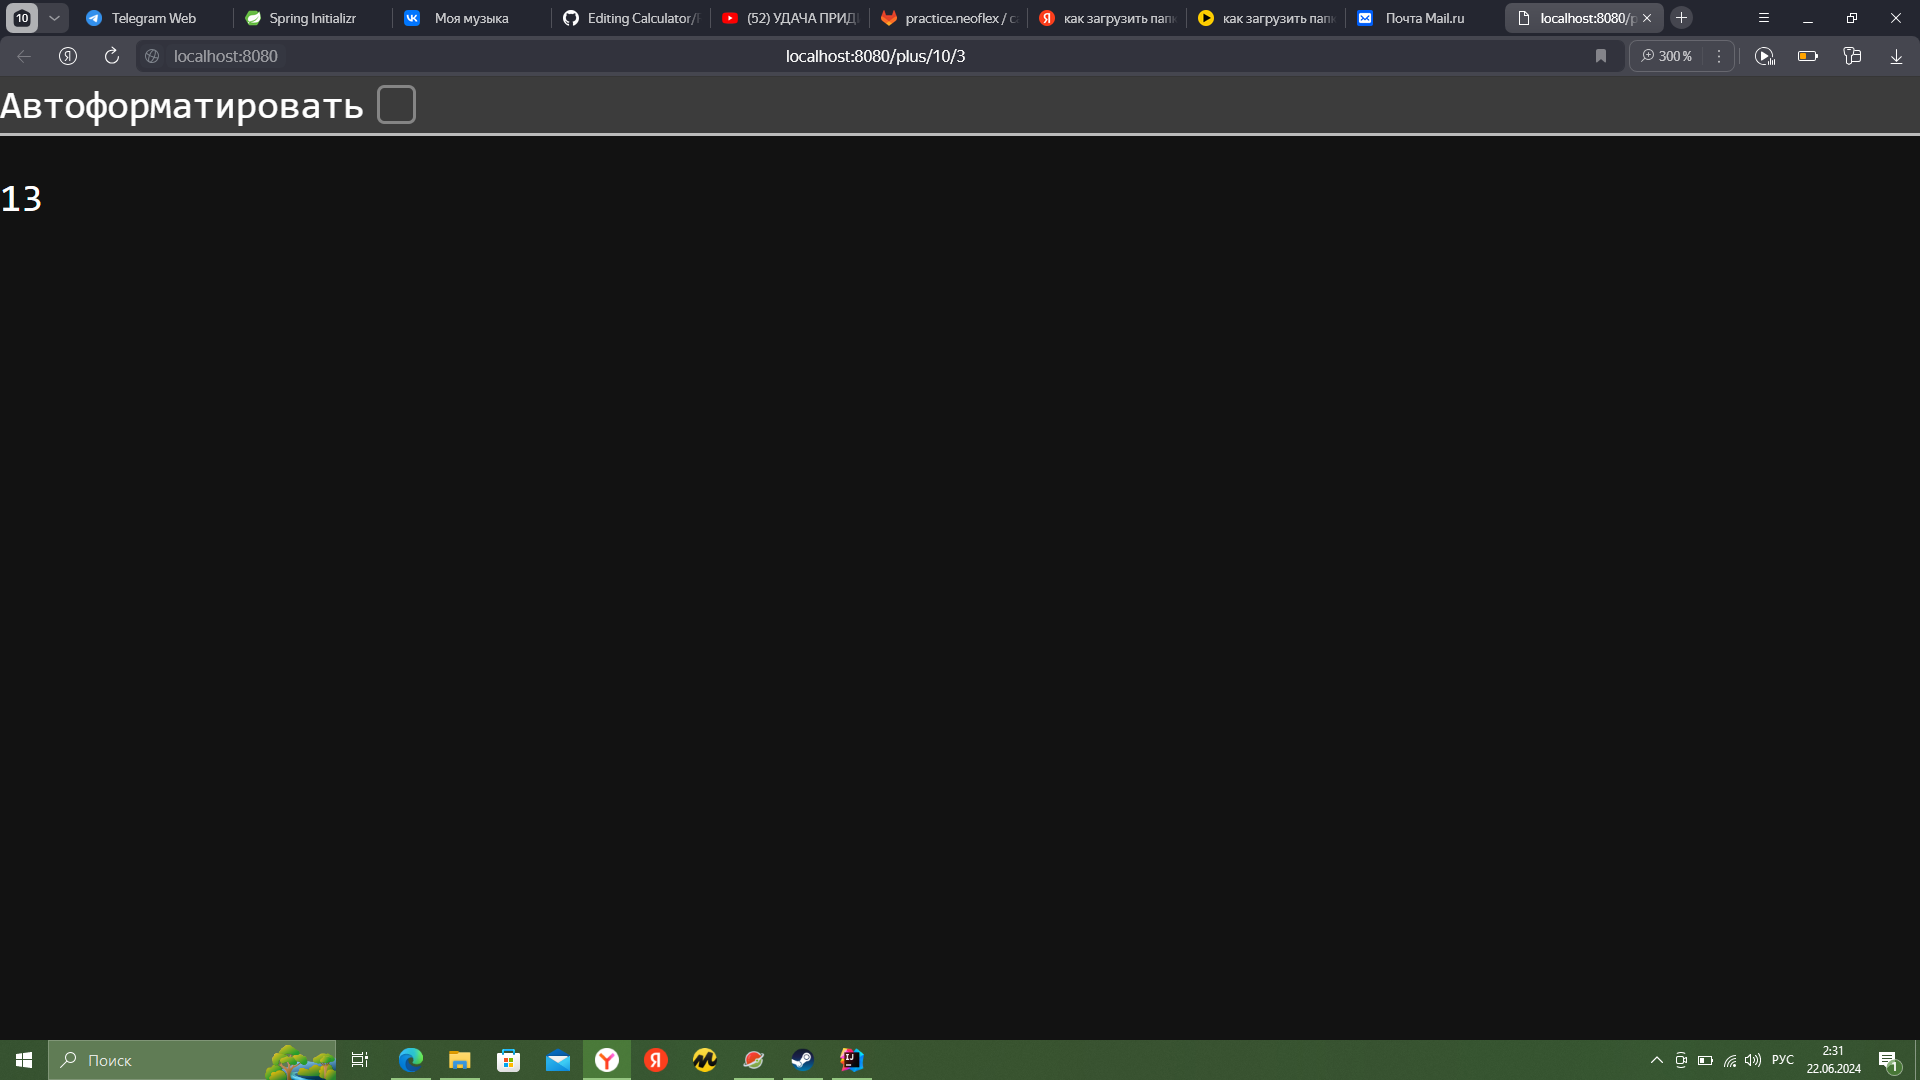 10 Telegram Web Spring Initializr Моя музыка Editing Calculator/ (52) УДАЧА ПРИД practice.neoflex / c как загрузить пап как загрузить пап Почта Mail.ru localhost:8080/p
localhost:8080 localhost:8080/plus/10/3 300 %
Автоформатировать
13
Поиск РУС 2:31
22.06.2024 1